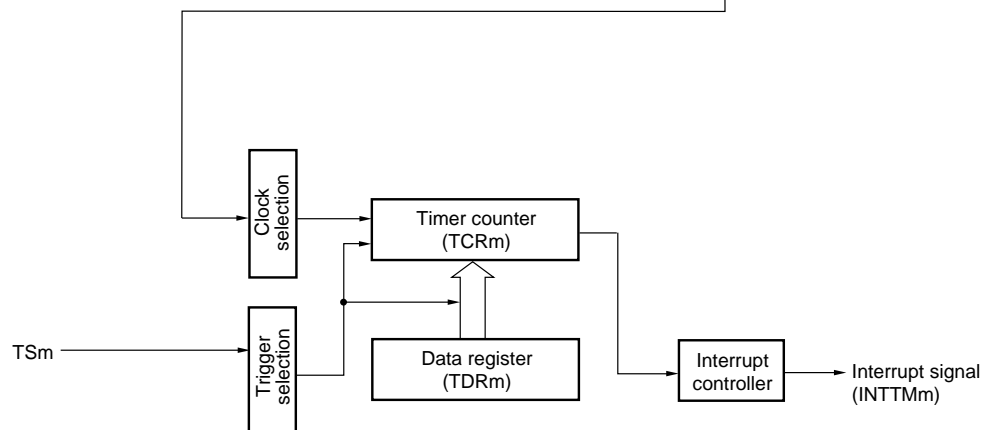 Clock
selection
Timer counter
(TCRm)
TSm
Trigger
selection
Data register
(TDRm)
Interrupt
controller
Interrupt signal
(INTTMm)